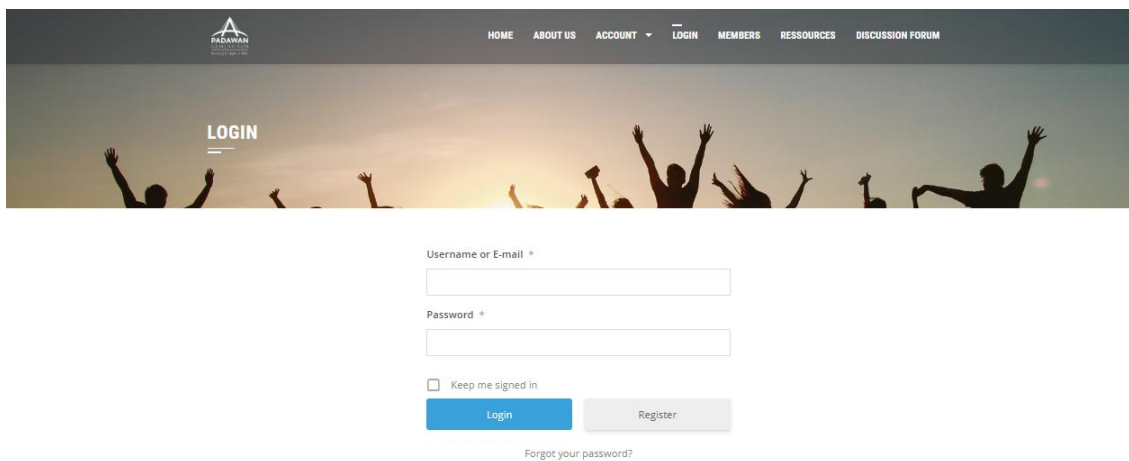 PADAWAN
HOME ABOUT US ACCOUNT LOGIN MEMBERS RESSOURCES DISCUSSION FORUM
LOGIN
Username or E-mail *
Password *
Keep me signed in
Login Register
Forgot your password?